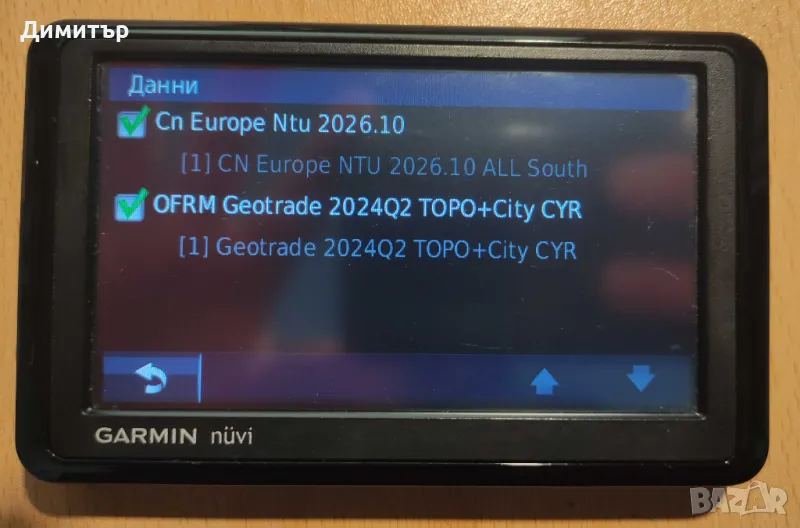 Димитър
Данни
Cn Europe Ntu 2026.10
[1] CN Europe NTU 2026.10 ALL South
OFRM Geotrade 2024Q2 TOPO+City CYR
[1] Geotrade 2024Q2 TOPO+City CYR
GARMIN nüvi
BAZAR